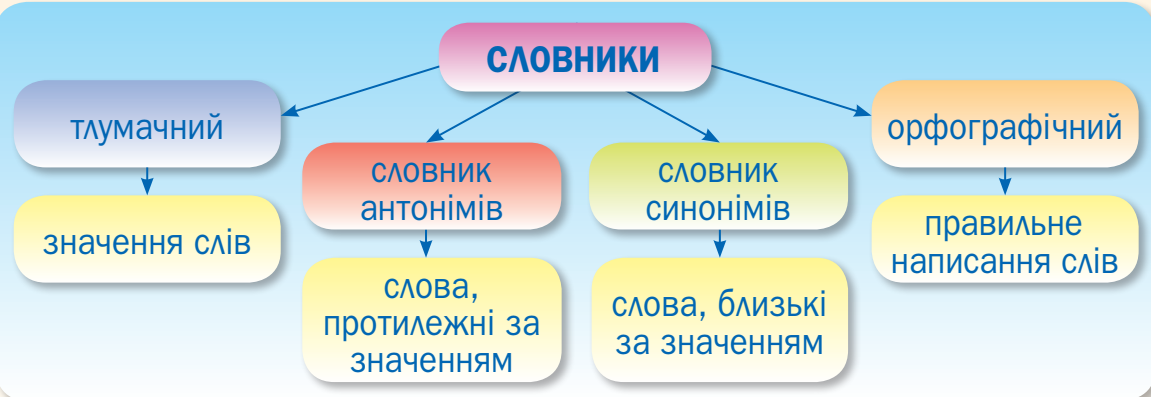 СЛОВНИКИ
тлумачний
значення слів
словник
антонімів
слова,
протилежні за
значенням
словник
синонімів
слова, близькі
за значенням
орфографічний
правильне
написання слів